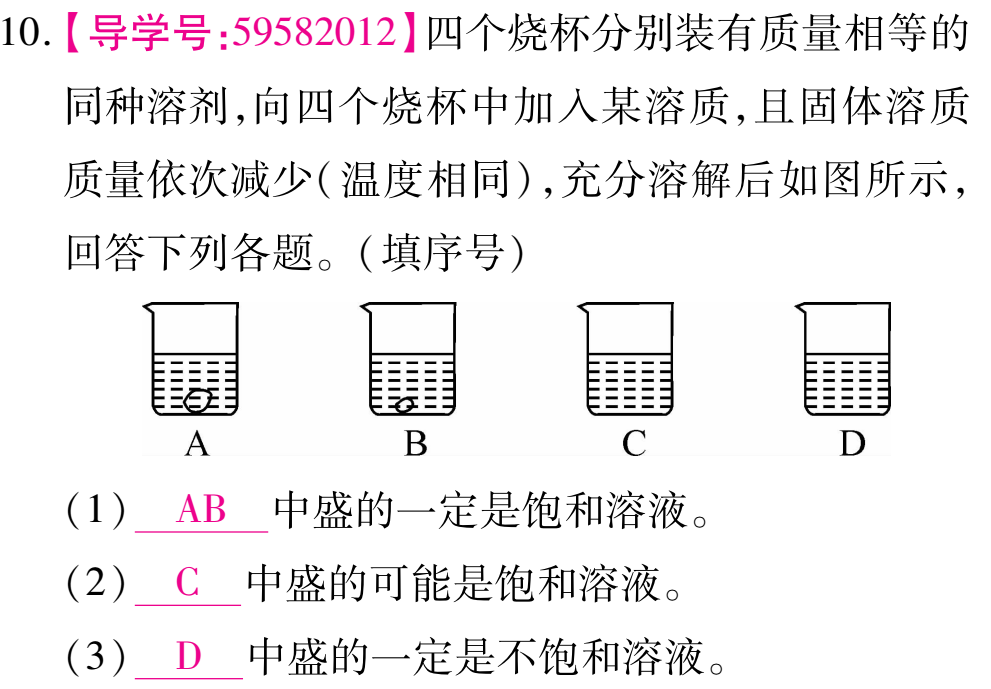 10.【导学号:59582012】四个烧杯分别装有质量相等的
同种溶剂,向四个烧杯中加入某溶质,且固体溶质
质量依次减少(温度相同),充分溶解后如图所示,
回答下列各题。(填序号)
A B C D
(1) AB 中盛的一定是饱和溶液。
(2) C 中盛的可能是饱和溶液。
(3) D 中盛的一定是不饱和溶液。